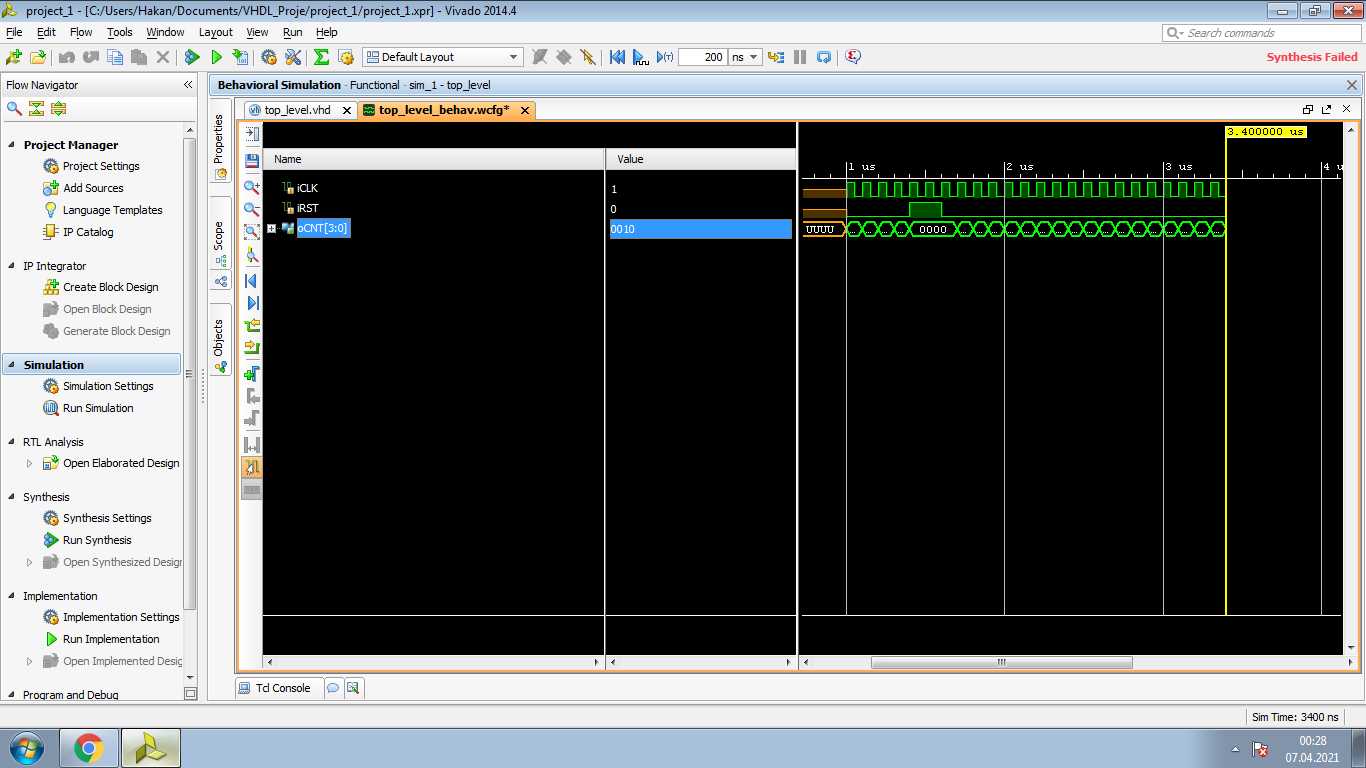 project_1 - [C:/Users/Hakan/Documents/VHDL_Proje/project_1/project_1.xpr] - Vivado 2014.4
File Edit Flow Tools Window Layout View Run Help
Search commands
Default Layout 200 ns Synthesis Failed
Flow Navigator
Behavioral Simulation - Functional - sim_1 - top_level
top_level.vhd top_level_behav.wcfg*
Project Manager
Project Settings
Add Sources
Language Templates
IP Catalog
IP Integrator
Create Block Design
Open Block Design
Generate Block Design
Simulation
Simulation Settings
Run Simulation
RTL Analysis
Open Elaborated Design
Synthesis
Synthesis Settings
Run Synthesis
Open Synthesized Design
Implementation
Implementation Settings
Run Implementation
Open Implemented Desig
Program and Debug
Properties
Scope
Objects
Name Value
iCLK 1
iRST 0
oCNT[3:0] 0010
3.400000 us
1 us 2 us 3 us 4 u
UUUU ... ... ... ... 0000 ... ... ... ... ... ... ... ... ... ... ... ... ... ... ... ... ...
Tcl Console
Sim Time: 3400 ns
00:28
07.04.2021